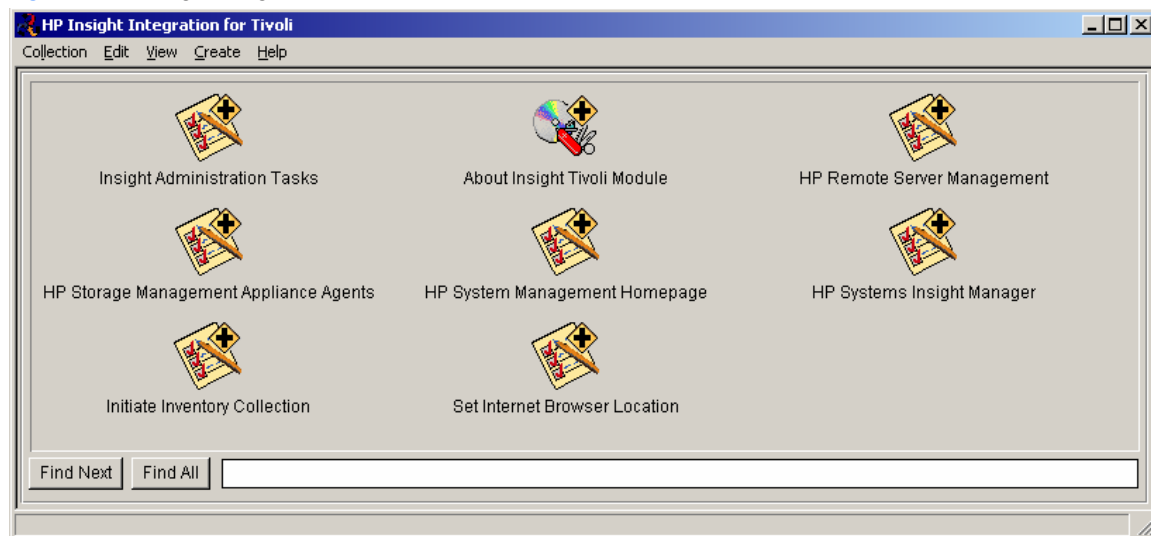 HP Insight Integration for Tivoli
Collection Edit View Create Help
Insight Administration Tasks
About Insight Tivoli Module
HP Remote Server Management
HP Storage Management Appliance Agents
HP System Management Homepage
HP Systems Insight Manager
Initiate Inventory Collection
Set Internet Browser Location
Find Next
Find All